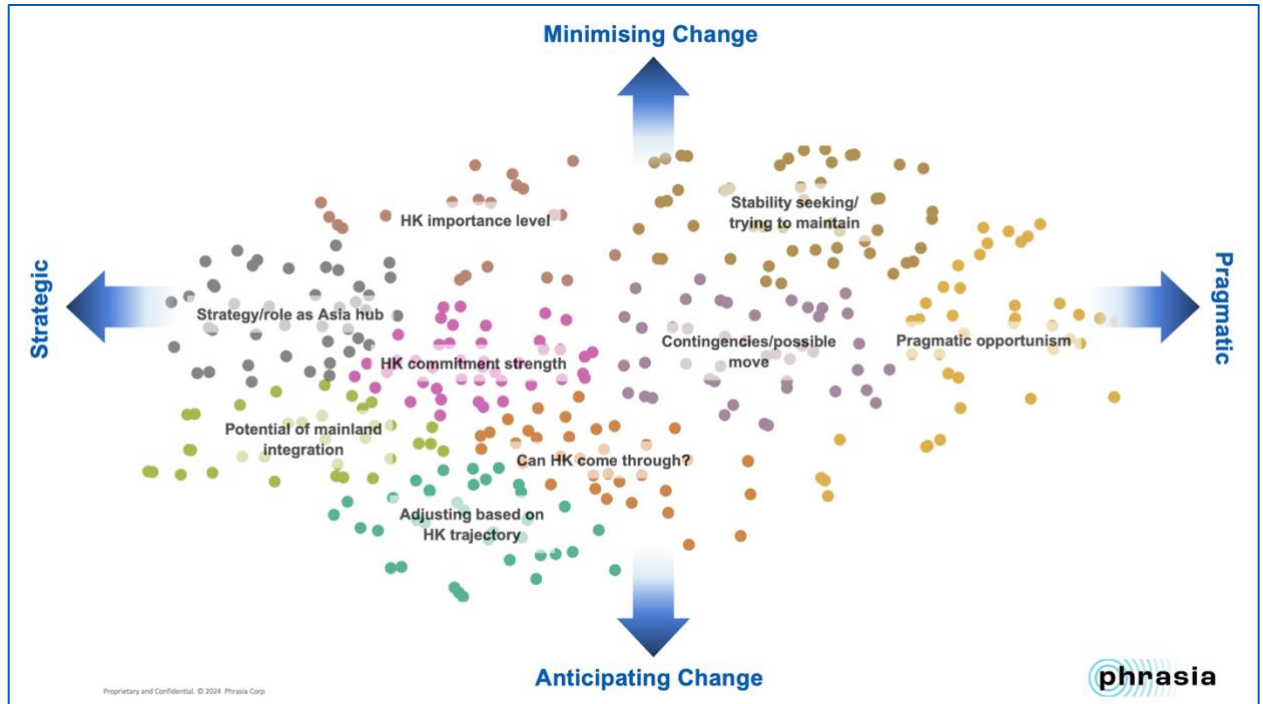 Minimising Change
HK importance level
Stability seeking/
trying to maintain
Strategic
Pragmatic
Strategy/role as Asia hub
HK commitment strength
Contingencies/possible
move
Pragmatic opportunism
Potential of mainland
integration
Can HK come through?
Adjusting based on
HK trajectory
Anticipating Change
Proprietary and Confidential. © 2024 Phrasia Corp
phrasia